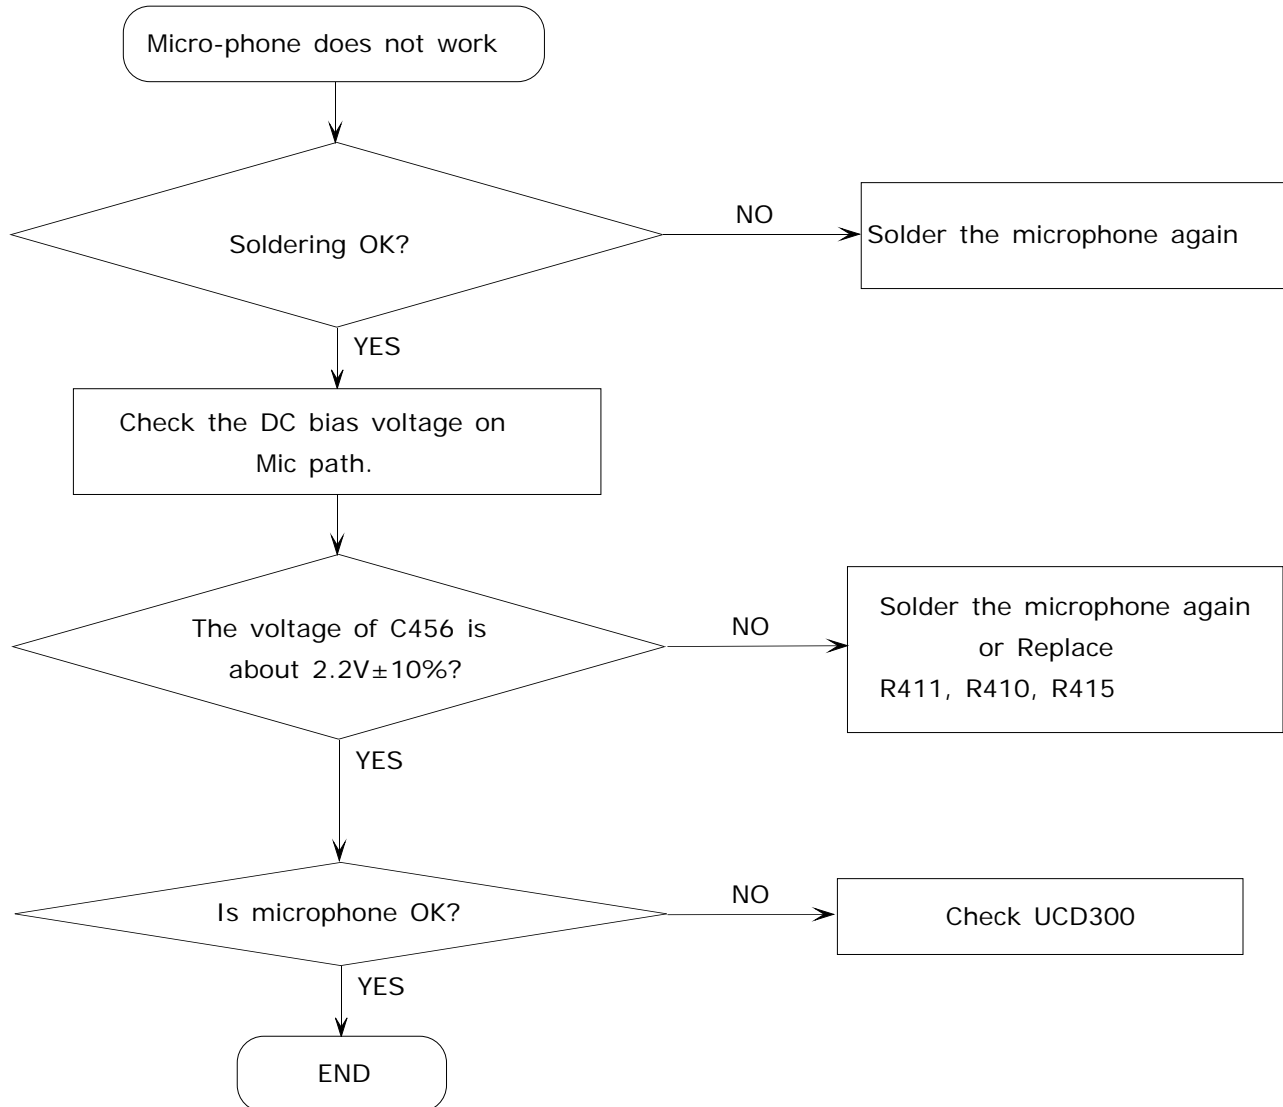 Micro-phone does not work
Soldering OK?
NO
Solder the microphone again
YES
Check the DC bias voltage on
Mic path.
The voltage of C456 is
about 2.2V±10%?
NO
Solder the microphone again
or Replace
R411, R410, R415
YES
Is microphone OK?
NO
Check UCD300
YES
END